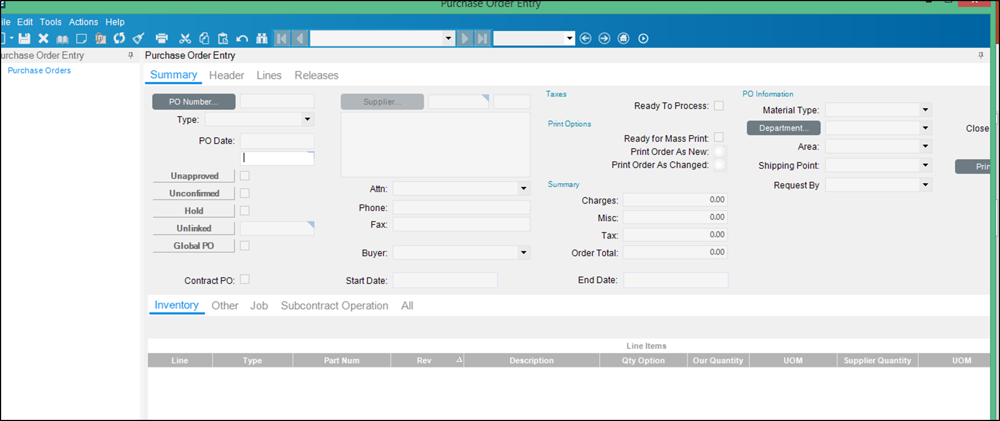 Purchase Order Entry
ile Edit Tools Actions Help
urchase Order Entry
Purchase Orders
Purchase Order Entry
Summary Header Lines Releases
PO Number...
Type:
PO Date:
Unapproved
Unconfirmed
Hold
Unlinked
Global PO
Contract PO:
Supplier...
Attn:
Phone:
Fax:
Buyer:
Start Date:
Taxes
Ready To Process:
Print Options
Ready for Mass Print:
Print Order As New:
Print Order As Changed:
Summary
Charges: 0.00
Misc: 0.00
Tax: 0.00
Order Total: 0.00
End Date:
PO Information
Material Type:
Department...
Area:
Shipping Point:
Request By
Close
Prin
Inventory Other Job Subcontract Operation All
Line Items
Line Type Part Num Rev Description Qty Option Our Quantity UOM Supplier Quantity UOM